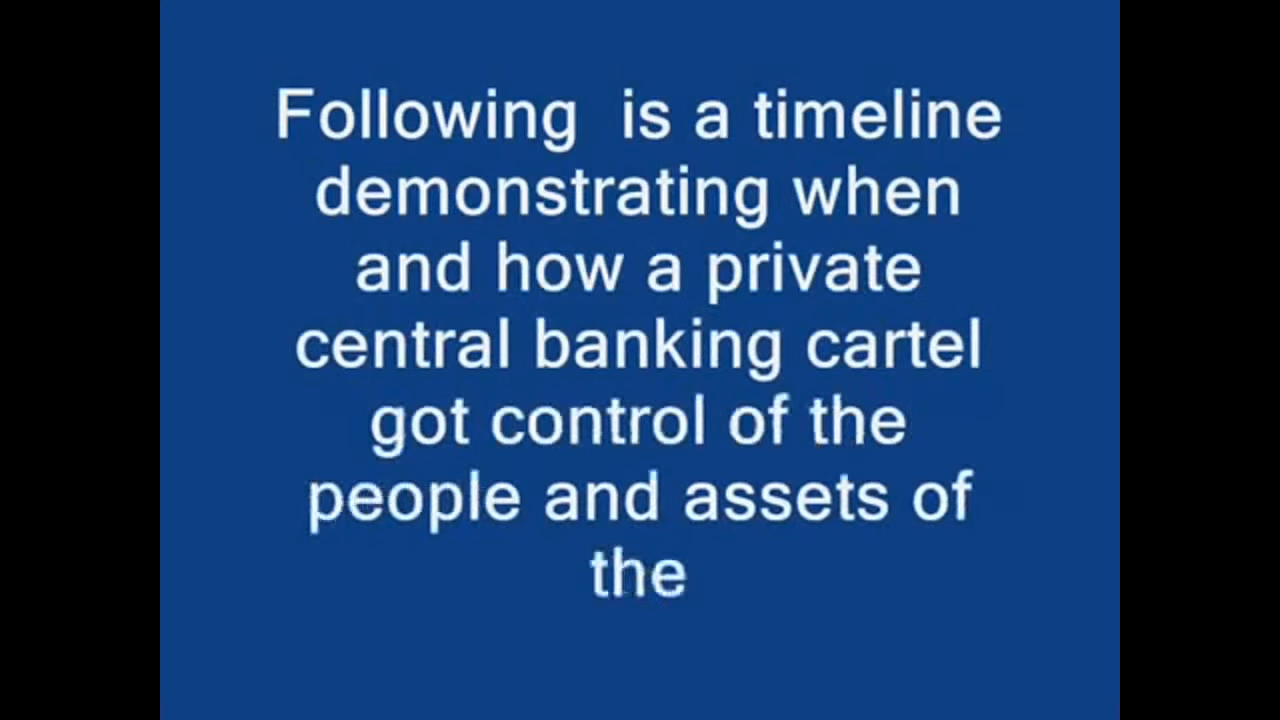 Following  is a timeline
demonstrating when
and how a private
central banking cartel
got control of the
people and assets of
the